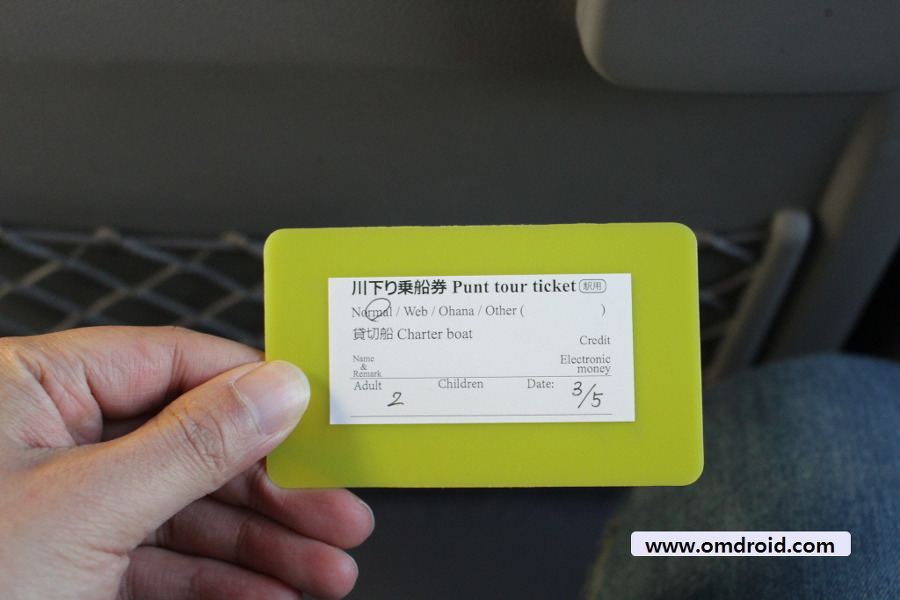 川下り乗船券 Punt tour ticket 駅用
Normal / Web / Ohana / Other ( )
貸切船 Charter boat
Credit
Name & Remark
Electronic money
Adult 2 Children Date: 3/5
www.omdroid.com